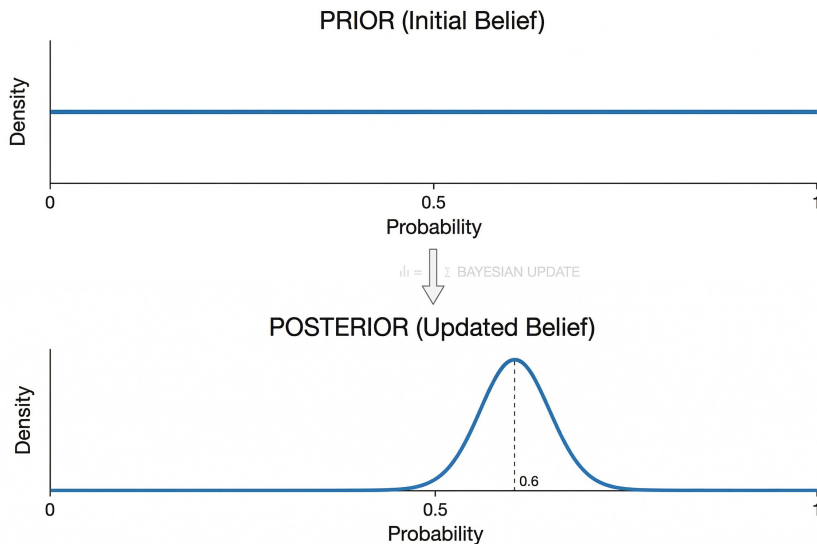 PRIOR (Initial Belief)
Density
0 0.5 1
Probability
= Σ BAYESIAN UPDATE
POSTERIOR (Updated Belief)
Density
0.6
0 0.5 1
Probability